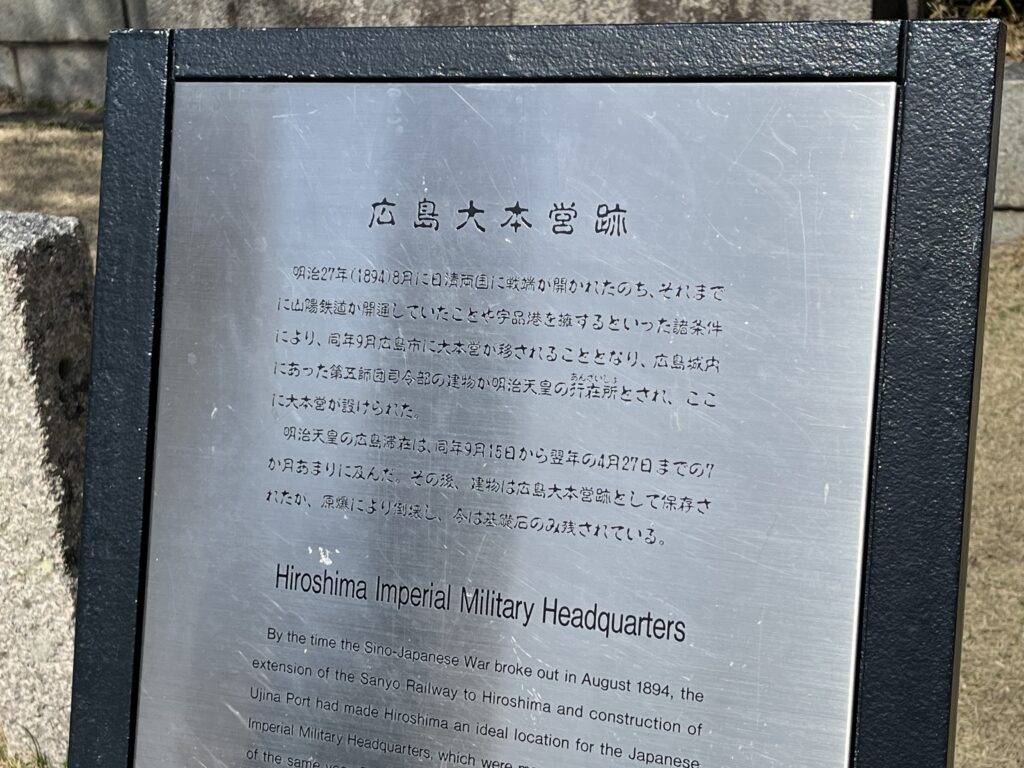 広島大本営跡
明治27年(1894)8月に日清両国に戦端が開かれたのち、それまで
に山陽鉄道が開通していたことや宇品港を擁するといった諸条件
により、同年9月広島市に大本営が移されることとなり、広島城内
あんざいしょ
にあった第五師団司令部の建物が明治天皇の行在所とされ、ここ
に大本営が設けられた。
明治天皇の広島滞在は、同年9月15日から翌年の4月27日までの7
か月あまりに及んだ。その後、建物は広島大本営跡として保存さ
れたが、原爆により倒壊し、今は基礎石のみ残されている。
Hiroshima Imperial Military Headquarters
By the time the Sino-Japanese War broke out in August 1894, the
extension of the Sanyo Railway to Hiroshima and construction of
Ujina Port had made Hiroshima an ideal location for the Japanese
Imperial Military Headquarters, which were
of the same